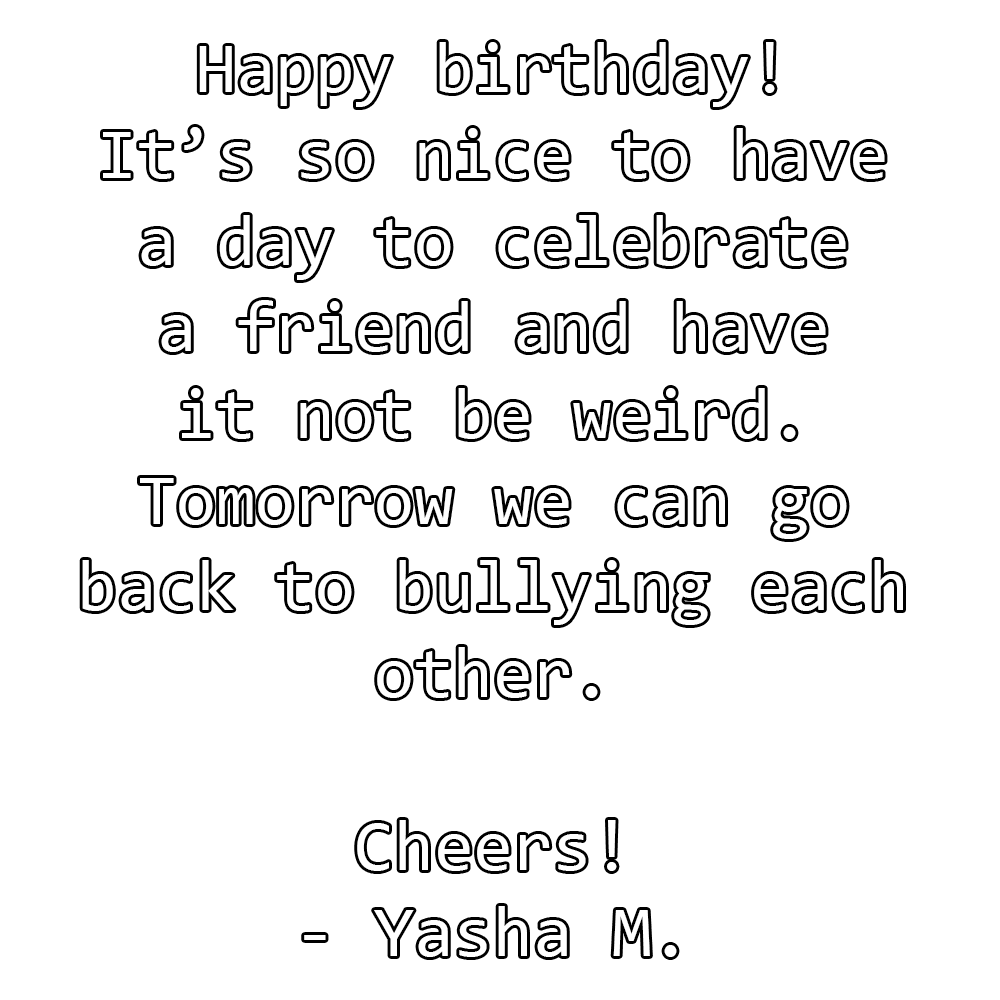 Happy birthday!
It’s so nice to have
a day to celebrate
a friend and have
it not be weird.
Tomorrow we can go
back to bullying each
other.
Cheers!
- Yasha M.